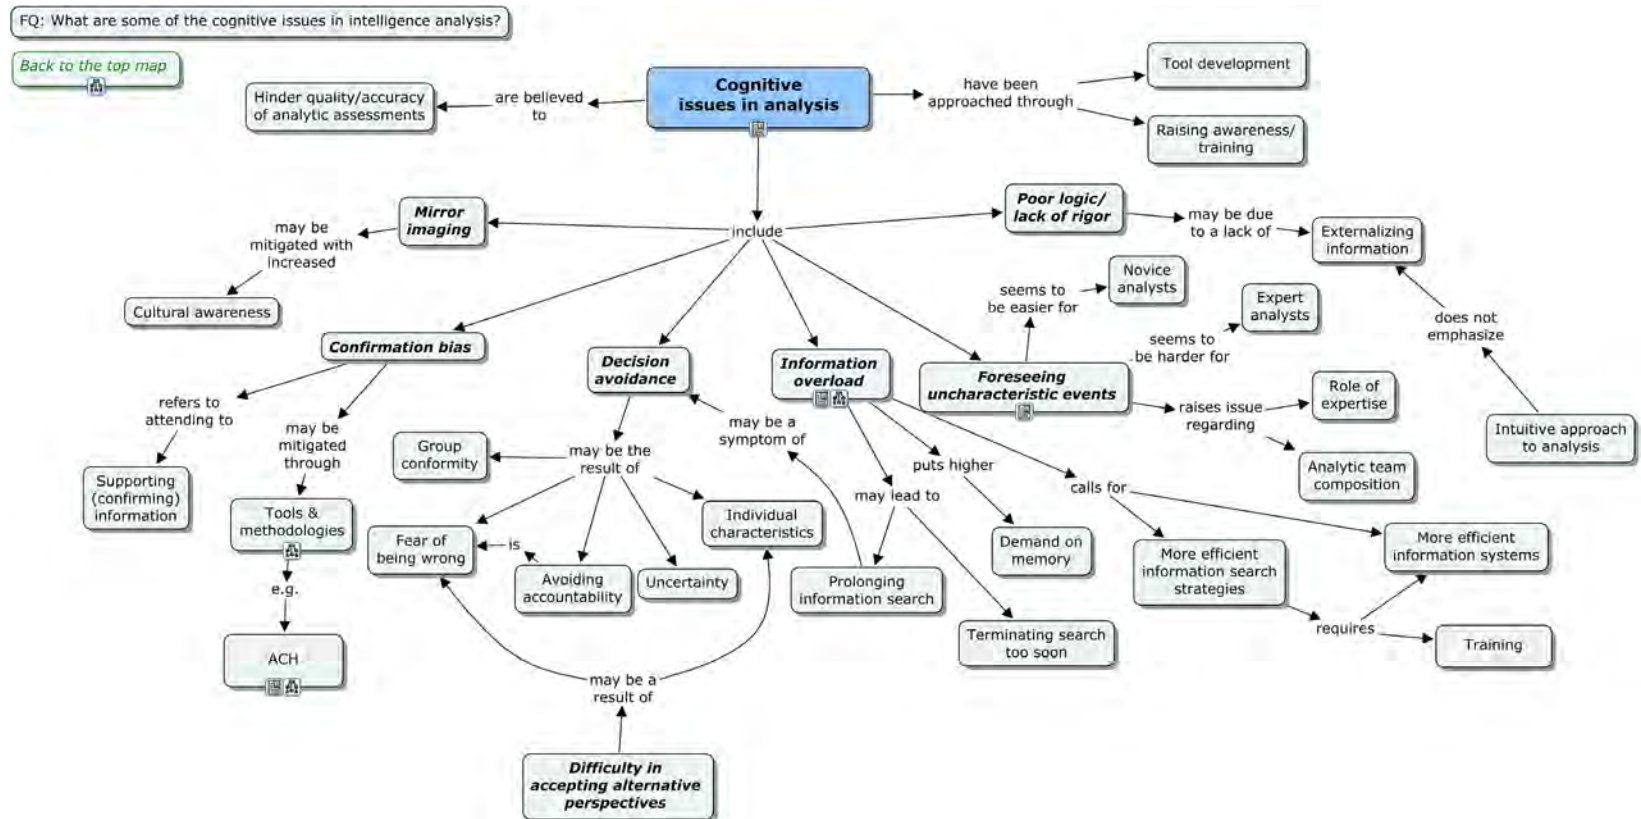 FQ: What are some of the cognitive issues in intelligence analysis?
Back to the top map
Cognitive
issues in analysis
are believed
to
Hinder quality/accuracy
of analytic assessments
have been
approached through
Tool development
Raising awareness/
training
include
Mirror
imaging
may be
mitigated with
increased
Cultural awareness
Poor logic/
lack of rigor
may be due
to a lack of
Externalizing
information
does not
emphasize
Intuitive approach
to analysis
Confirmation bias
refers to
attending to
Supporting
(confirming)
information
may be
mitigated
through
Tools &
methodologies
e.g.
ACH
Decision
avoidance
may be the
result of
Group
conformity
Fear of
being wrong
is
Avoiding
accountability
Uncertainty
Individual
characteristics
may be a
result of
Difficulty in
accepting alternative
perspectives
Information
overload
may be a
symptom of
may lead to
Prolonging
information search
Terminating search
too soon
puts higher
Demand on
memory
calls for
More efficient
information search
strategies
More efficient
information systems
requires
Training
Foreseeing
uncharacteristic events
seems to
be easier for
Novice
analysts
seems to
be harder for
Expert
analysts
raises issue
regarding
Role of
expertise
Analytic team
composition